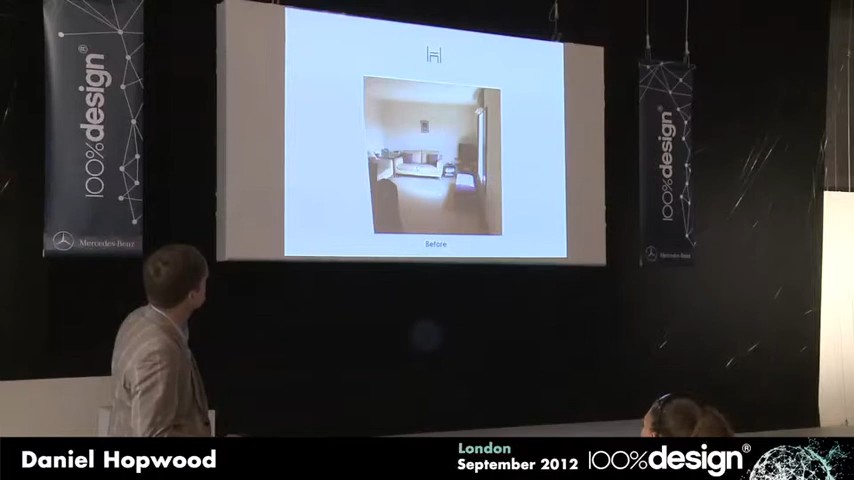 100%design®
Mercedes-Benz
H
Before
100%design®
Mercedes-Benz
Daniel Hopwood
London
September 2012
100%design®